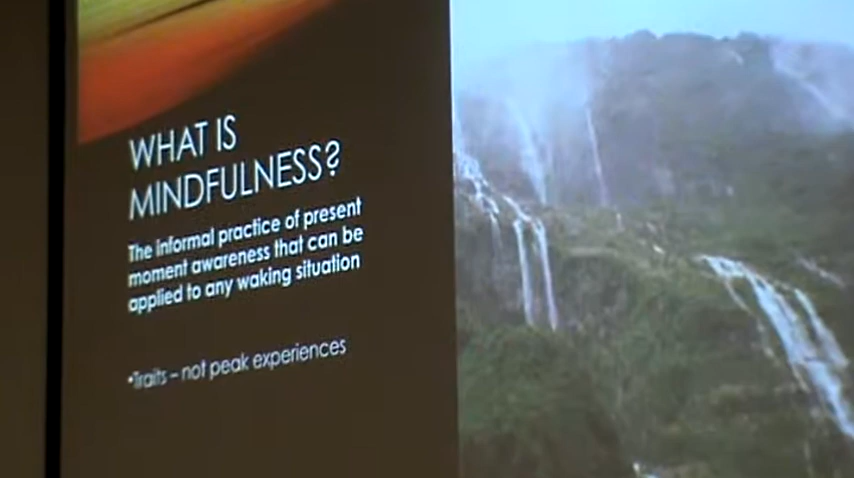 WHAT IS
MINDFULNESS?
The informal practice of present
moment awareness that can be
applied to any waking situation
•Traits – not peak experiences